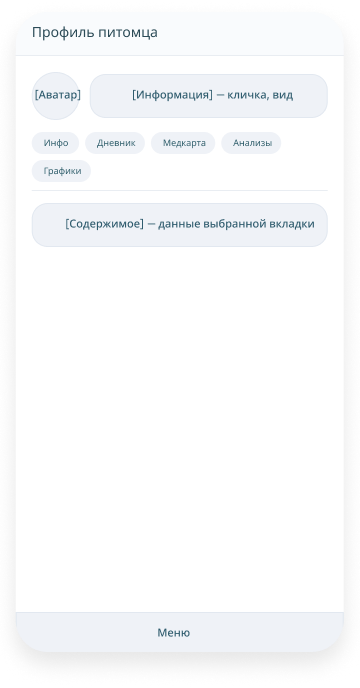 Профиль питомца
[Аватар] [Информация] — кличка, вид
Инфо Дневник Медкарта Анализы
Графики
[Содержимое] — данные выбранной вкладки
Меню